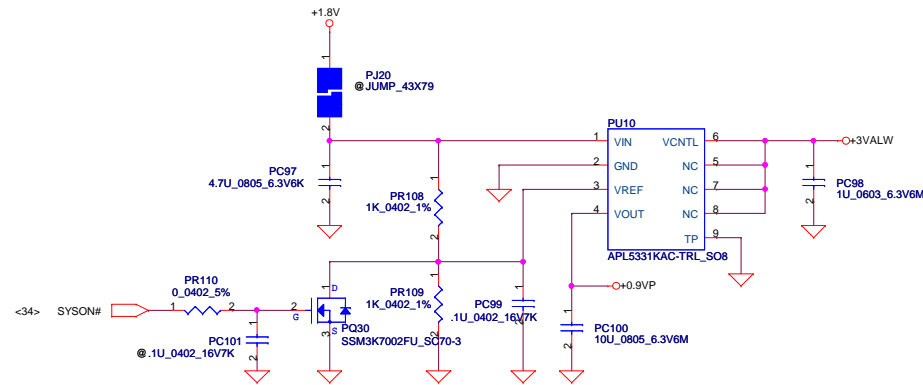 +1.8V
1
PJ20
@ JUMP_43X79
2
PU10
1 VIN VCNTL 6 +3VALW
2 GND NC 5
3 VREF NC 7
4 VOUT NC 8
TP 9
APL5331KAC-TRL_SO8
1
PC97
4.7U_0805_6.3V6K
2
1
PR108
1K_0402_1%
2
1
PC98
1U_0603_6.3V6M
2
+0.9VP
<34> SYSON#
PR110
0_0402_5%
1 2
1
PC101
@ .1U_0402_16V7K
2
1
D
2
G
S
3
PQ30
SSM3K7002FU_SC70-3
1
PR109
1K_0402_1%
2
1
PC99
.1U_0402_16V7K
2
1
PC100
10U_0805_6.3V6M
2